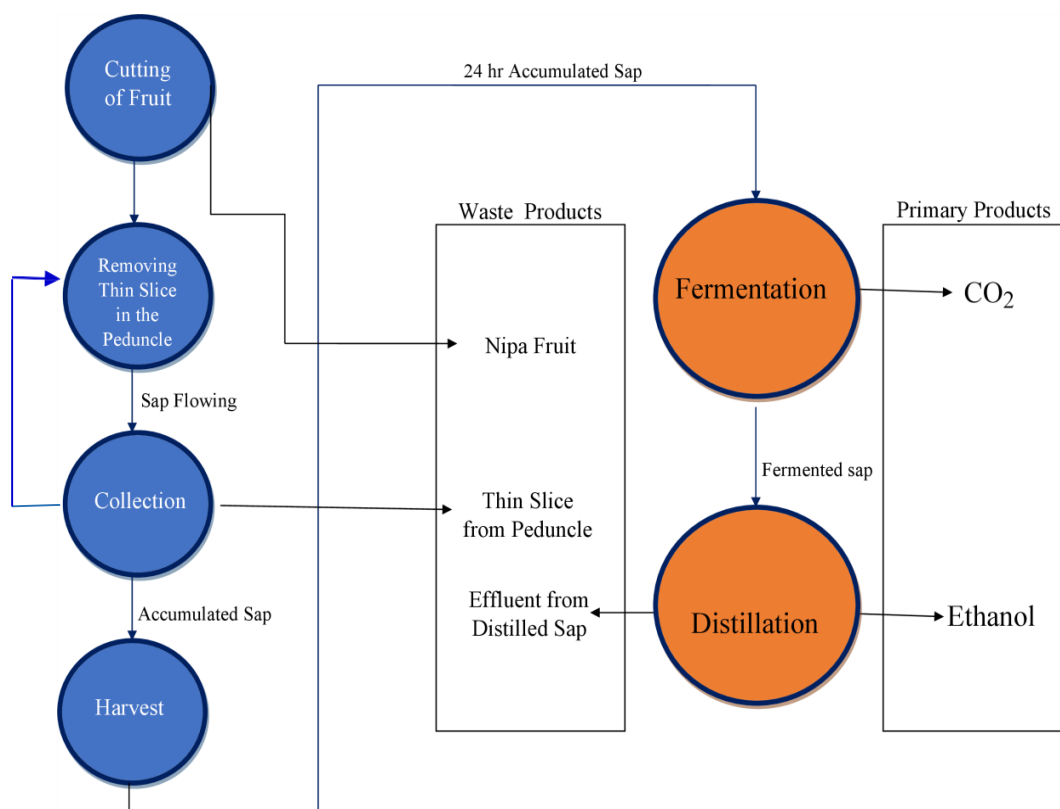 Cutting
of Fruit
Removing
Thin Slice
in the
Peduncle
Sap Flowing
Collection
Accumulated Sap
Harvest
24 hr Accumulated Sap
Waste Products
Nipa Fruit
Thin Slice
from Peduncle
Effluent from
Distilled Sap
Fermentation
Fermented sap
Distillation
Primary Products
CO₂
Ethanol